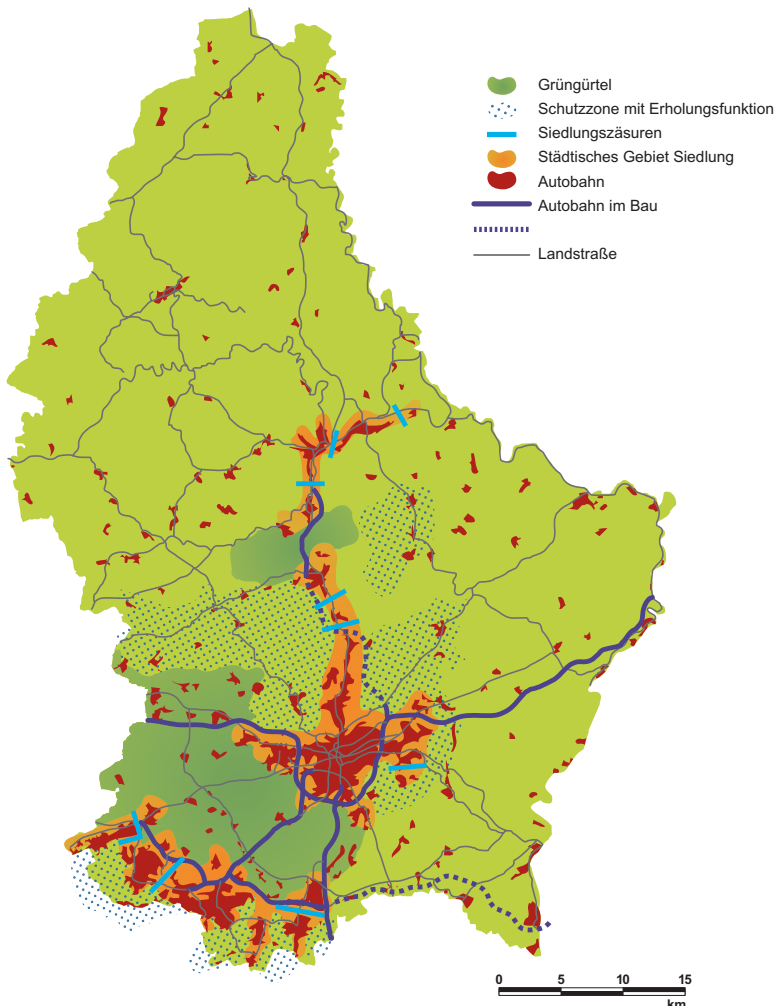 Grüngürtel
Schutzzone mit Erholungsfunktion
Siedlungszäsuren
Städtisches Gebiet Siedlung
Autobahn
Autobahn im Bau
Landstraße
0 5 10 15
km